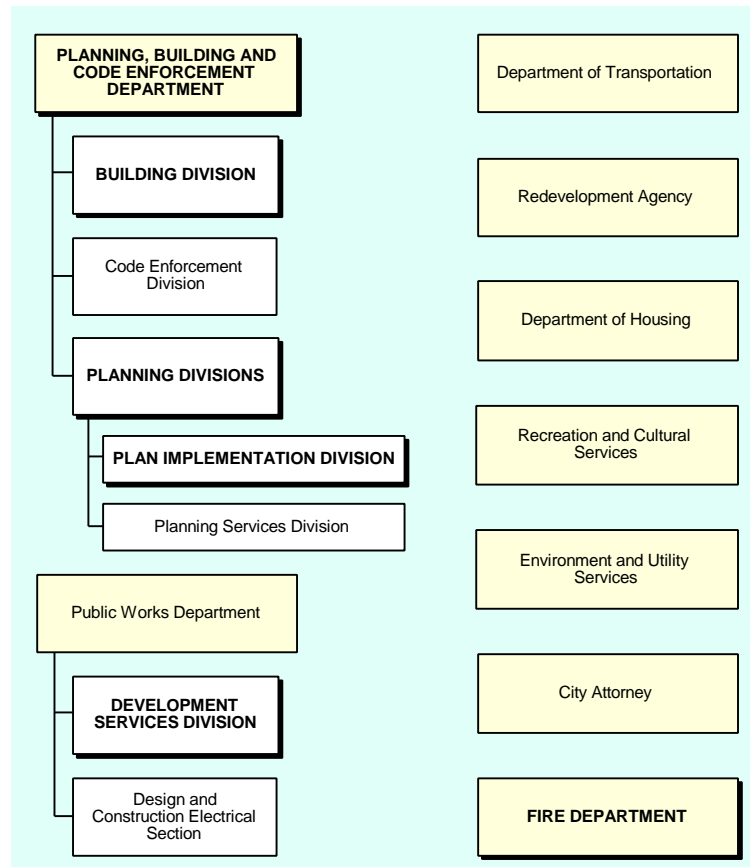 PLANNING, BUILDING AND
CODE ENFORCEMENT
DEPARTMENT
BUILDING DIVISION
Code Enforcement
Division
PLANNING DIVISIONS
PLAN IMPLEMENTATION DIVISION
Planning Services Division
Public Works Department
DEVELOPMENT
SERVICES DIVISION
Design and
Construction Electrical
Section
Department of Transportation
Redevelopment Agency
Department of Housing
Recreation and Cultural
Services
Environment and Utility
Services
City Attorney
FIRE DEPARTMENT